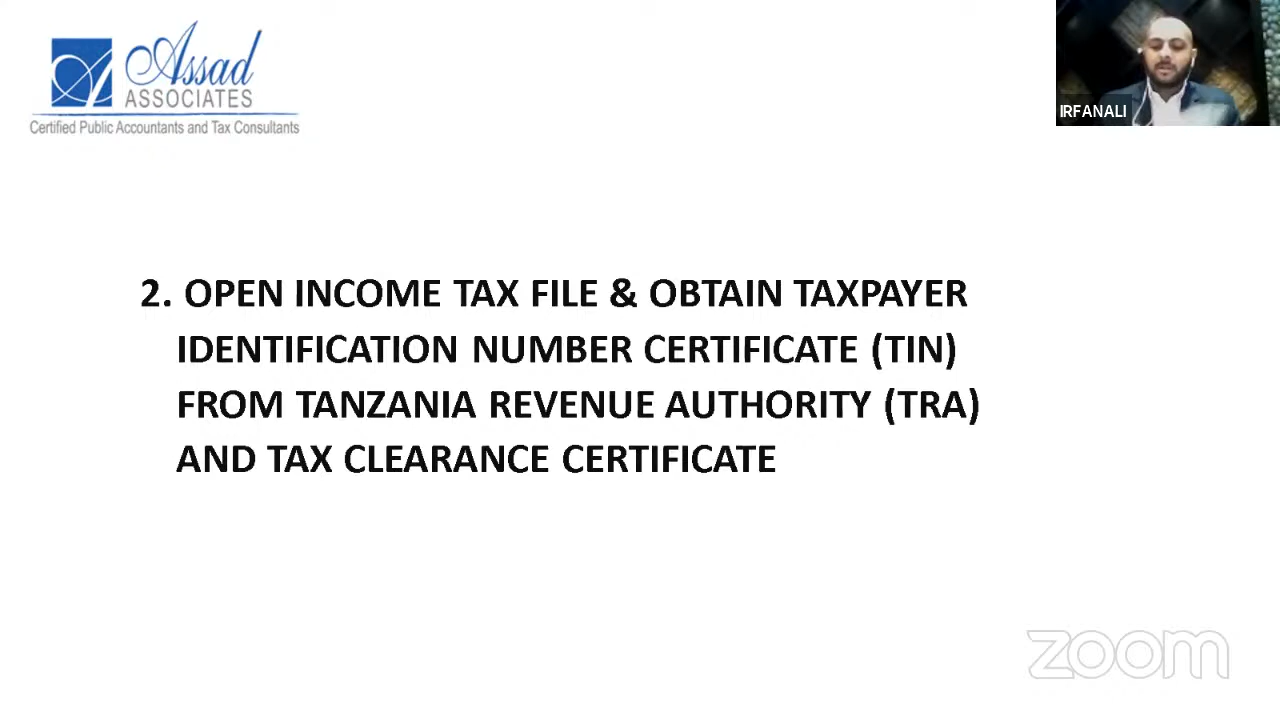 Assad
ASSOCIATES
Certified Public Accountants and Tax Consultants
IRFANALI
2. OPEN INCOME TAX FILE & OBTAIN TAXPAYER
IDENTIFICATION NUMBER CERTIFICATE (TIN)
FROM TANZANIA REVENUE AUTHORITY (TRA)
AND TAX CLEARANCE CERTIFICATE
zoom